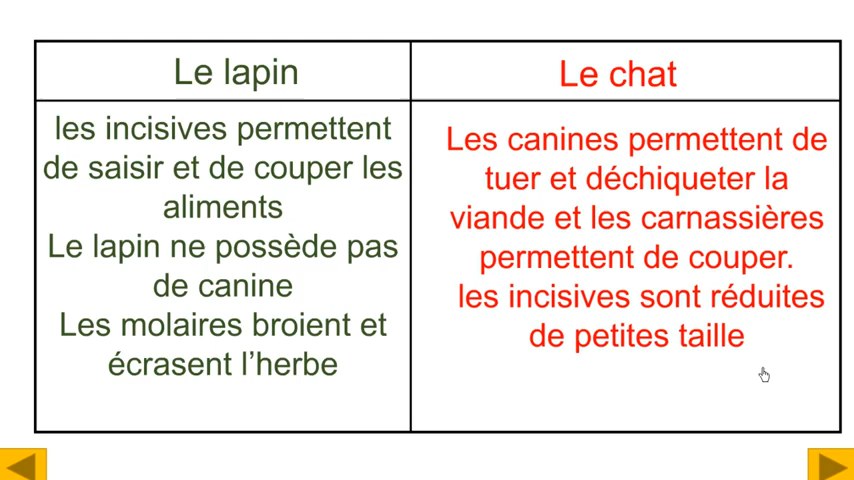 Le lapin
les incisives permettent
de saisir et de couper les
aliments
Le lapin ne possède pas
de canine
Les molaires broient et
écrasent l’herbe
Le chat
Les canines permettent de
tuer et déchiqueter la
viande et les carnassières
permettent de couper.
les incisives sont réduites
de petites taille